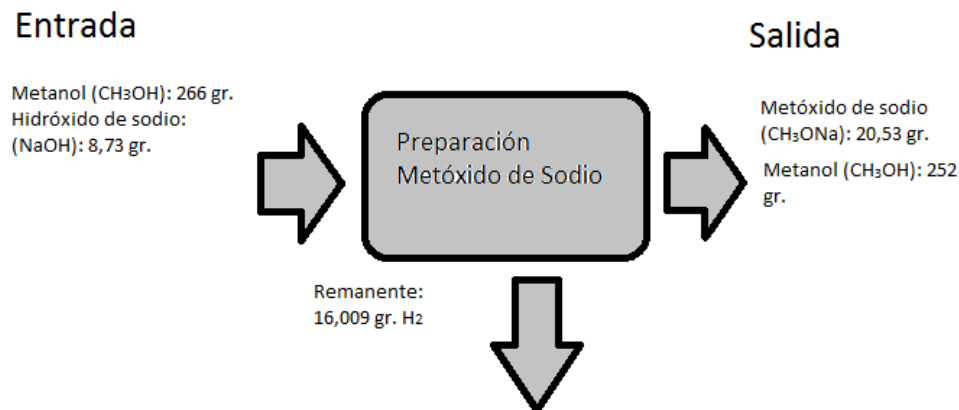 Entrada
Salida
Metanol (CH₃OH): 266 gr.
Hidróxido de sodio:
(NaOH): 8,73 gr.
Preparación
Metóxido de Sodio
Metóxido de sodio
(CH₃ONa): 20,53 gr.
Metanol (CH₃OH): 252
gr.
Remanente:
16,009 gr. H₂